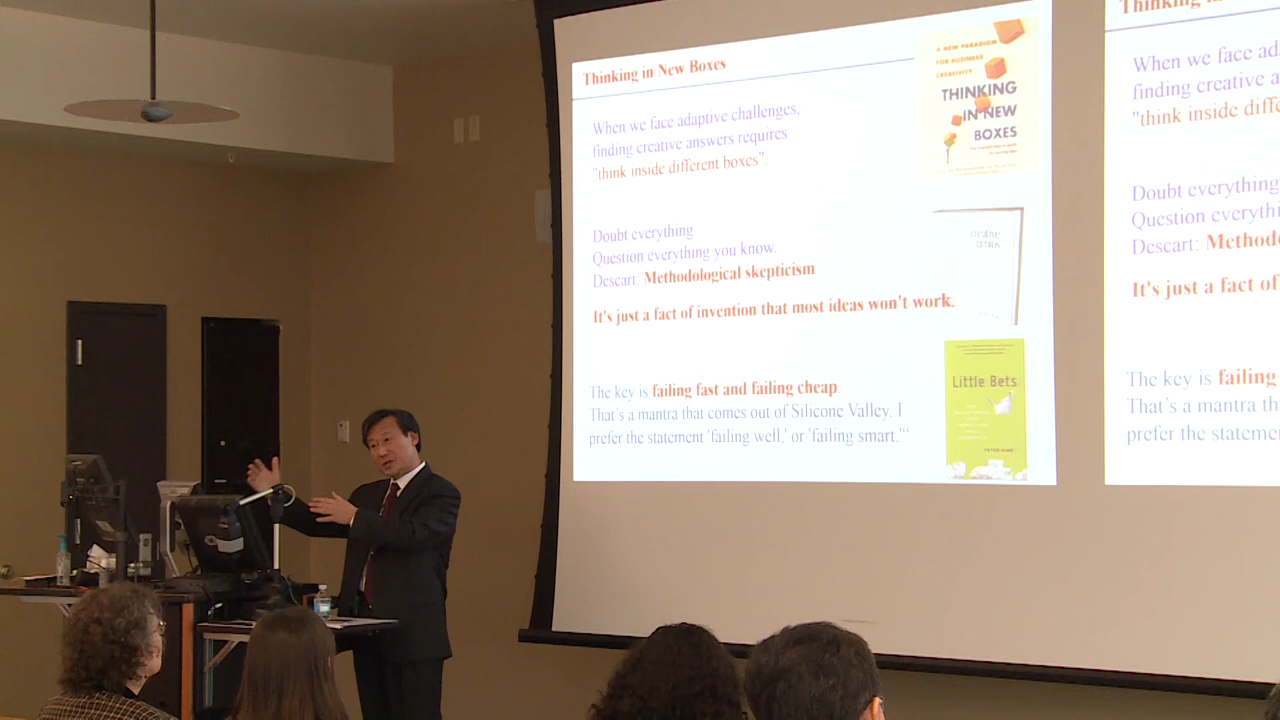 Thinking in New Boxes
When we face adaptive challenges,
finding creative answers requires
"think inside different boxes".
Doubt everything
Question everything you know.
Descart: Methodological skepticism
It's just a fact of invention that most ideas won't work.
The key is failing fast and failing cheap.
That's a mantra that comes out of Silicone Valley. I
prefer the statement 'failing well,' or 'failing smart.'"
A NEW PARADIGM
FOR BUSINESS
CREATIVITY
THINKING
IN NEW
BOXES
creative
Little Bets
PETER SIMS
Thinking
When we face ad
finding creative a
"think inside diffe
Doubt everything
Question everythi
Descart: Methodo
It's just a fact of
The key is failing
That's a mantra th
prefer the statemen